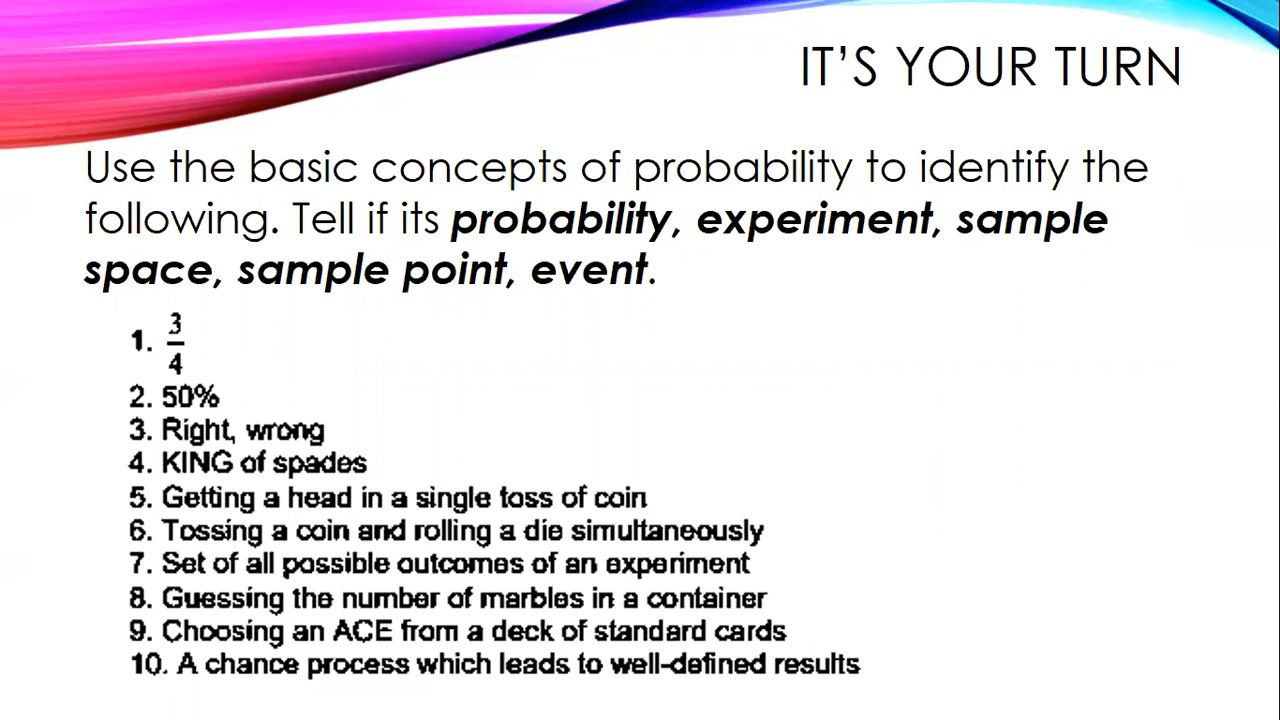 IT'S YOUR TURN
Use the basic concepts of probability to identify the
following. Tell if its probability, experiment, sample
space, sample point, event.
1. 3/4
2. 50%
3. Right, wrong
4. KING of spades
5. Getting a head in a single toss of coin
6. Tossing a coin and rolling a die simultaneously
7. Set of all possible outcomes of an experiment
8. Guessing the number of marbles in a container
9. Choosing an ACE from a deck of standard cards
10. A chance process which leads to well-defined results